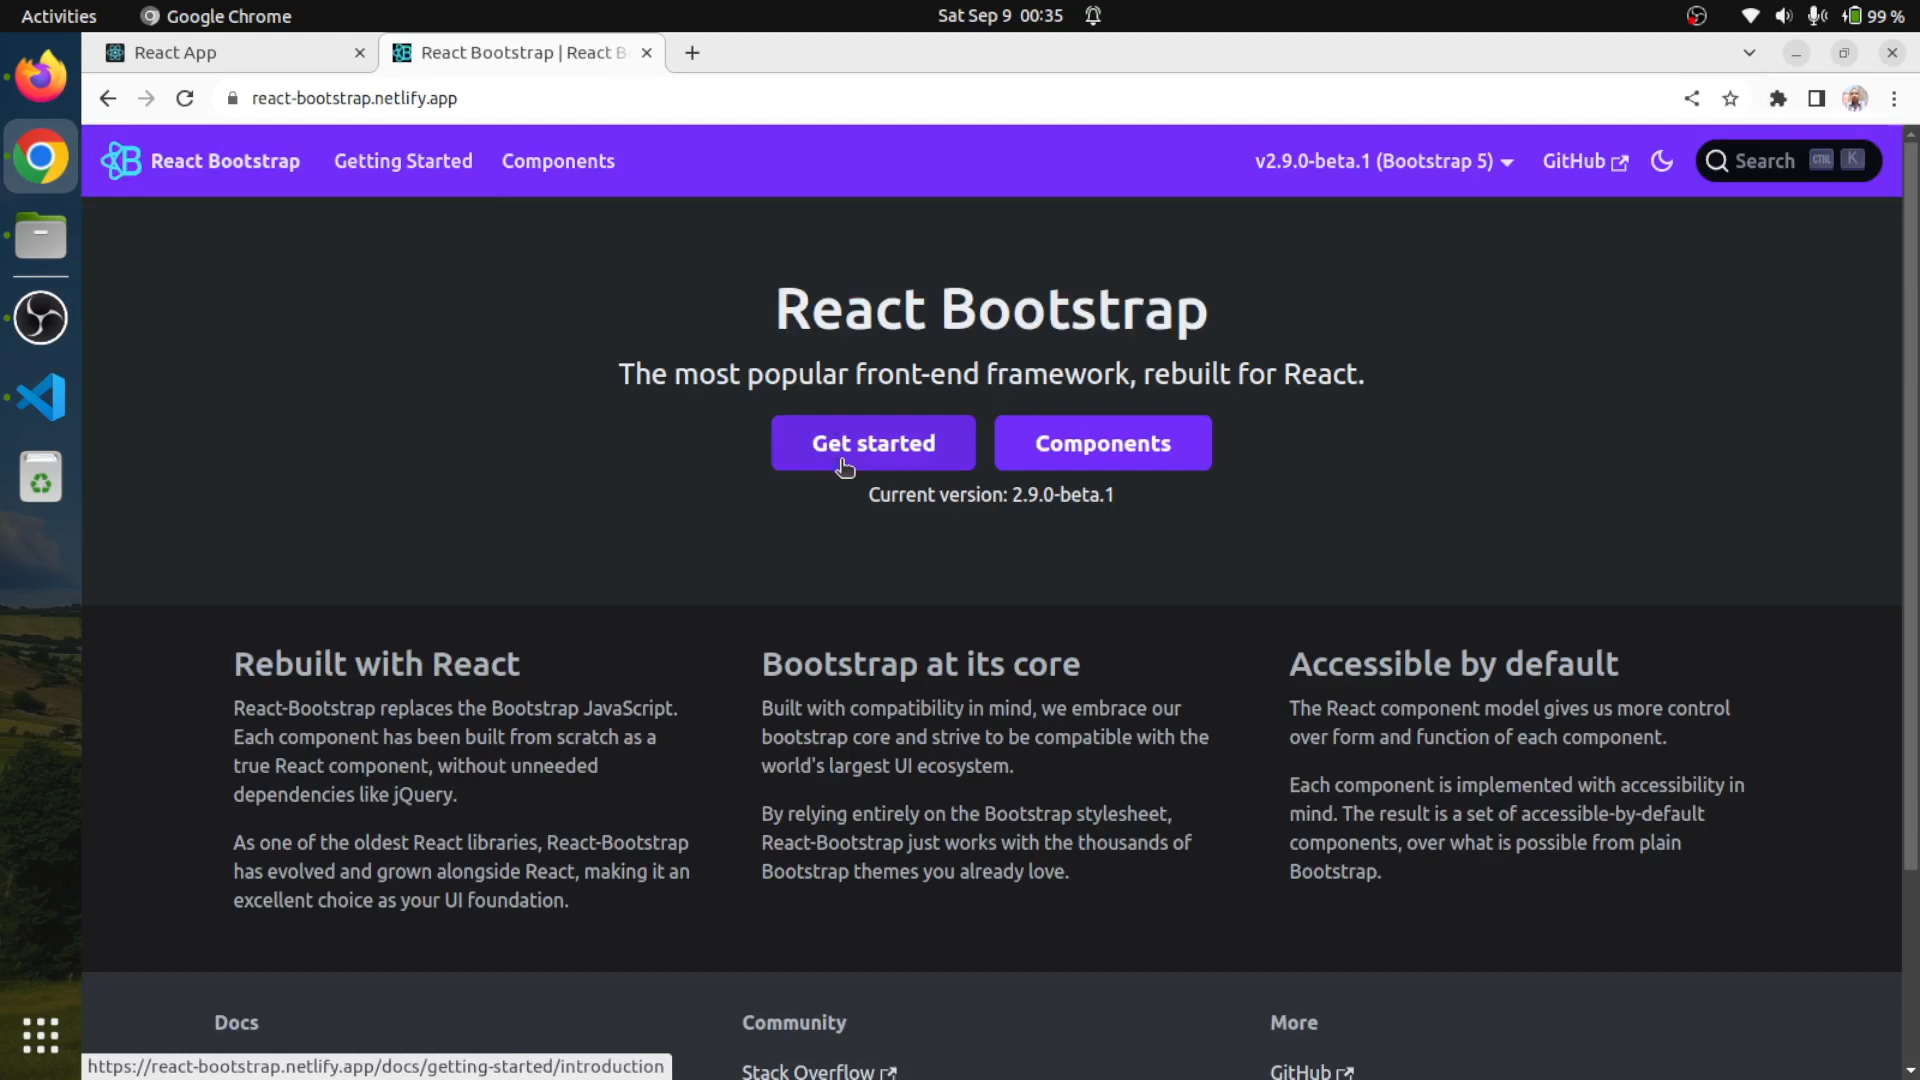 Activities
Google Chrome
Sat Sep 9 00:35
99 %
React App
React Bootstrap | React B
react-bootstrap.netlify.app
React Bootstrap
Getting Started
Components
v2.9.0-beta.1 (Bootstrap 5)
GitHub
Search CTRL K
React Bootstrap
The most popular front-end framework, rebuilt for React.
Get started
Components
Current version: 2.9.0-beta.1
Rebuilt with React
React-Bootstrap replaces the Bootstrap JavaScript.
Each component has been built from scratch as a
true React component, without unneeded
dependencies like jQuery.
As one of the oldest React libraries, React-Bootstrap
has evolved and grown alongside React, making it an
excellent choice as your UI foundation.
Bootstrap at its core
Built with compatibility in mind, we embrace our
bootstrap core and strive to be compatible with the
world's largest UI ecosystem.
By relying entirely on the Bootstrap stylesheet,
React-Bootstrap just works with the thousands of
Bootstrap themes you already love.
Accessible by default
The React component model gives us more control
over form and function of each component.
Each component is implemented with accessibility in
mind. The result is a set of accessible-by-default
components, over what is possible from plain
Bootstrap.
Docs
Community
More
Stack Overflow
GitHub
https://react-bootstrap.netlify.app/docs/getting-started/introduction